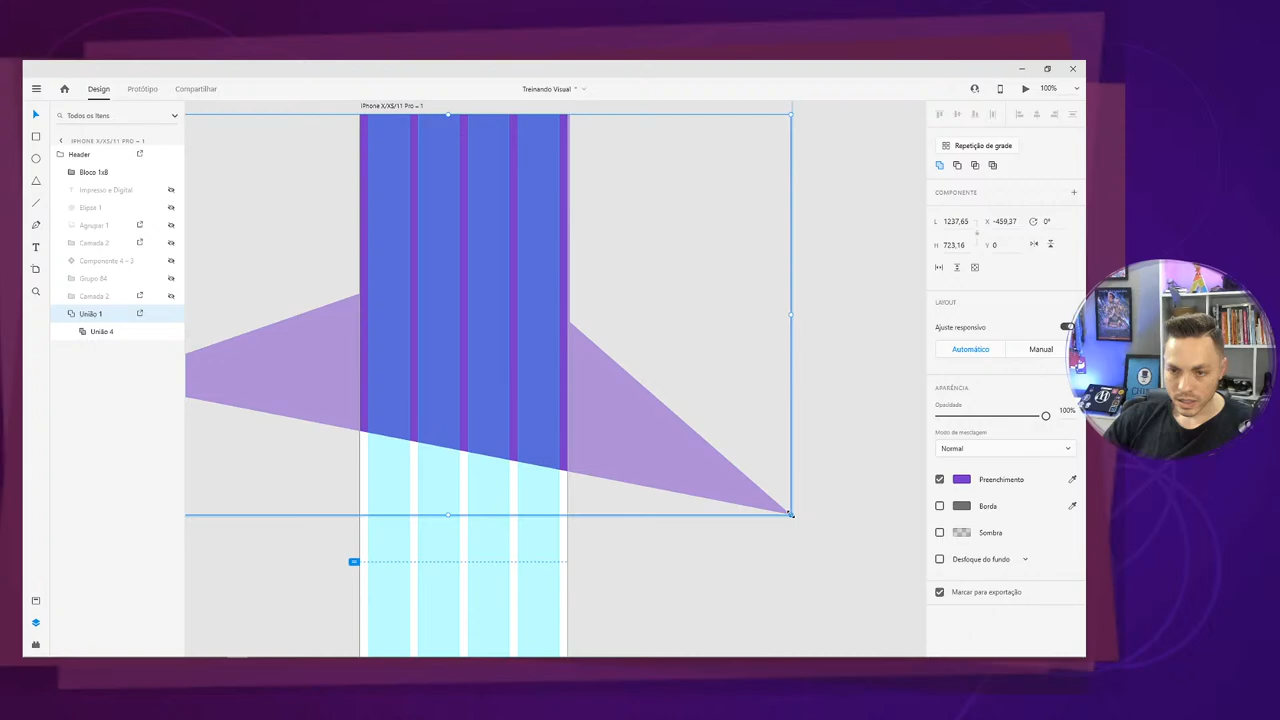 Design
Protótipo
Compartilhar
Treinando Visual *
100%
Todos os Itens
IPHONE X/XS/11 PRO – 1
Header
Bloco 1x8
Impresso e Digital
Elipse 1
Agrupar 1
Camada 2
Componente 4 – 3
Grupo 64
Camada 2
União 1
União 4
iPhone X/XS/11 Pro – 1
Repetição de grade
COMPONENTE
L 1237,65 X -459,37 0°
H 723,16 Y 0
LAYOUT
Ajuste responsivo
Automático Manual
APARÊNCIA
Opacidade
100%
Modo de mesclagem
Normal
Preenchimento
Borda
Sombra
Desfoque do fundo
Marcar para exportação